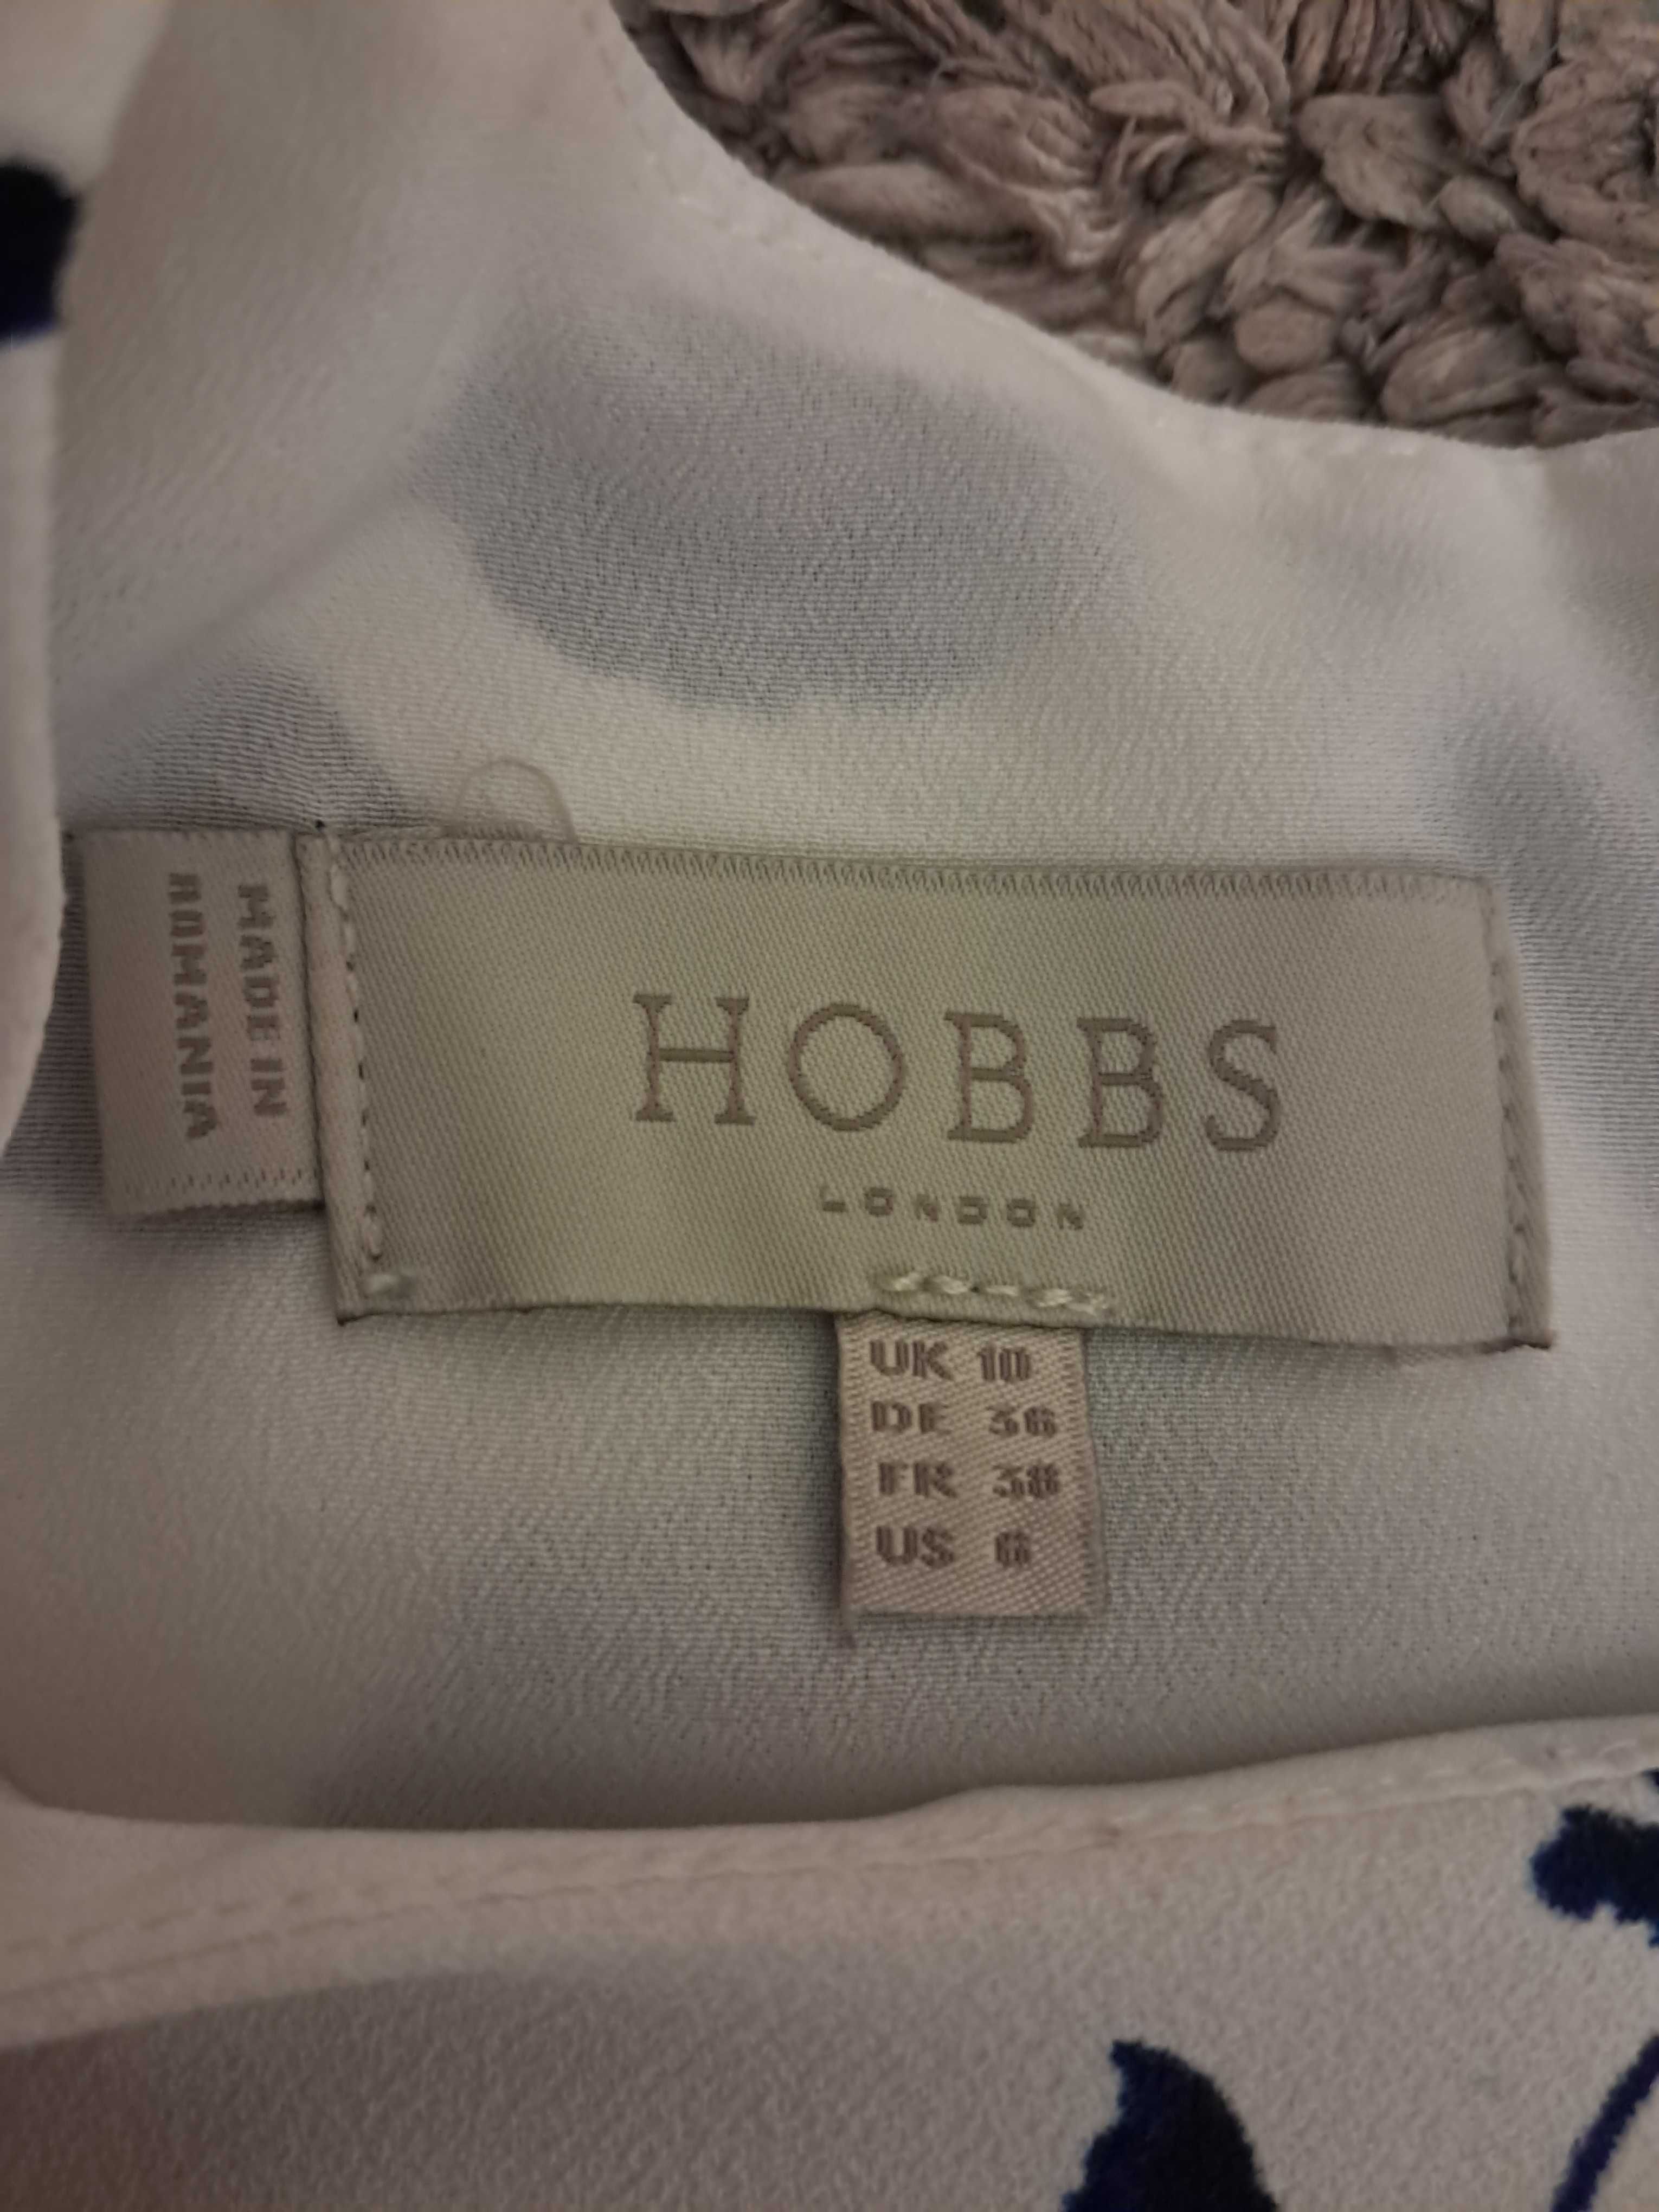 MADE IN
ROMANIA
HOBBS
LONDON
UK 10
DE 36
FR 38
US 6